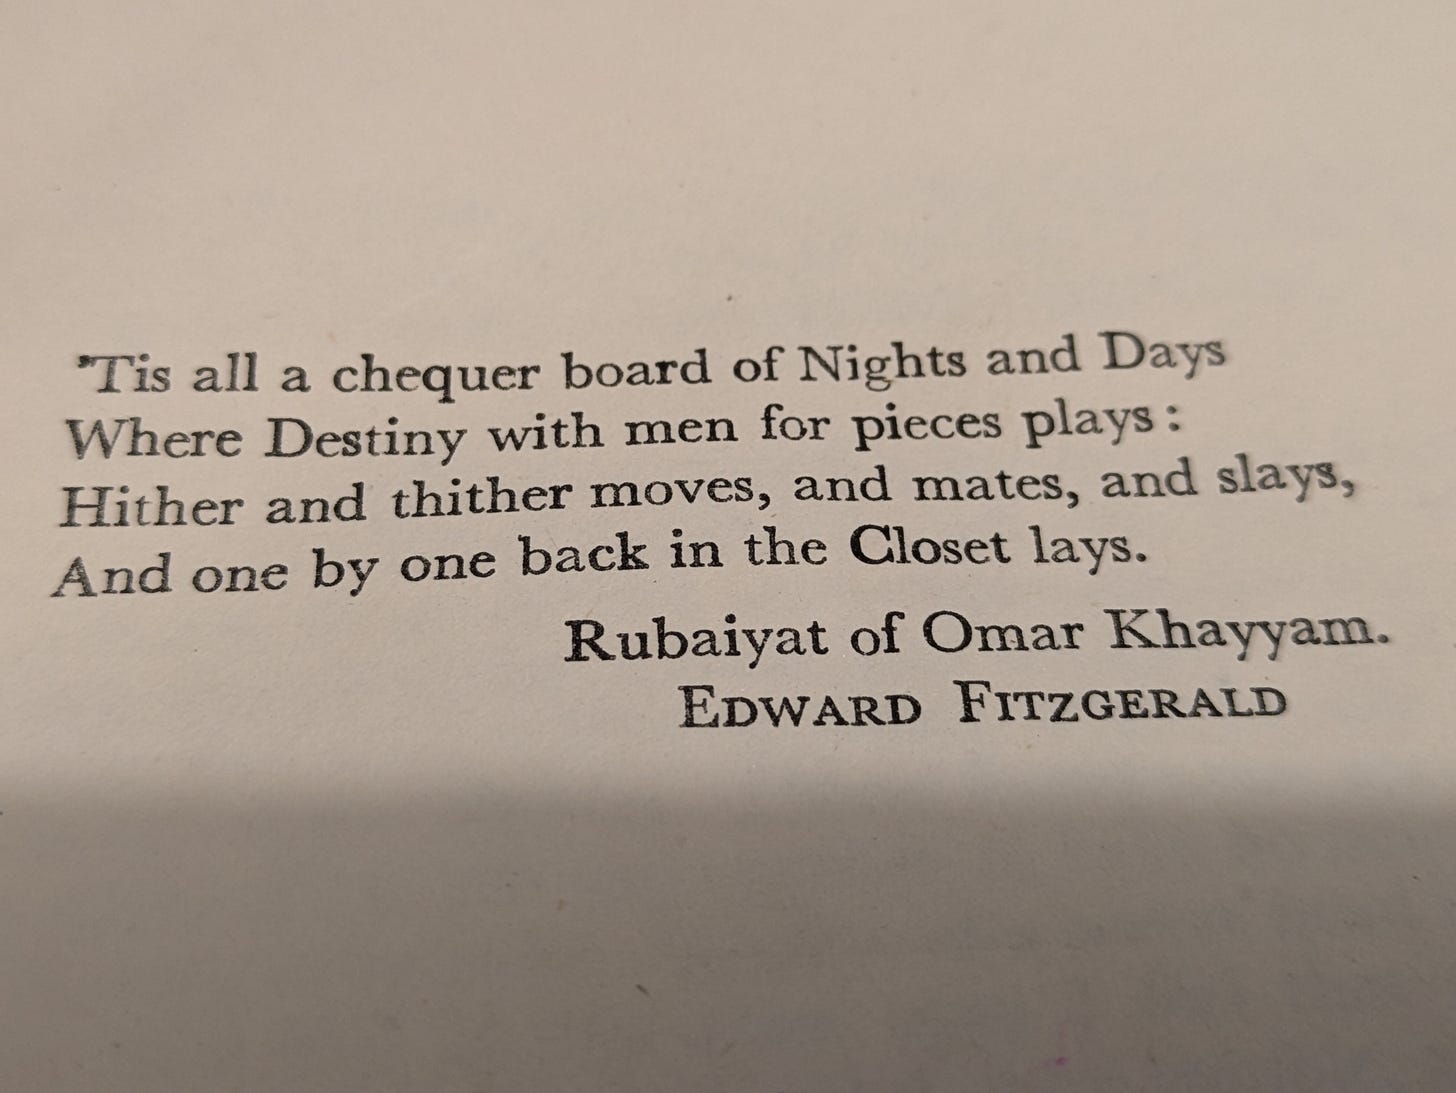 'Tis all a chequer board of Nights and Days
Where Destiny with men for pieces plays :
Hither and thither moves, and mates, and slays,
And one by one back in the Closet lays.
Rubaiyat of Omar Khayyam.
EDWARD FITZGERALD